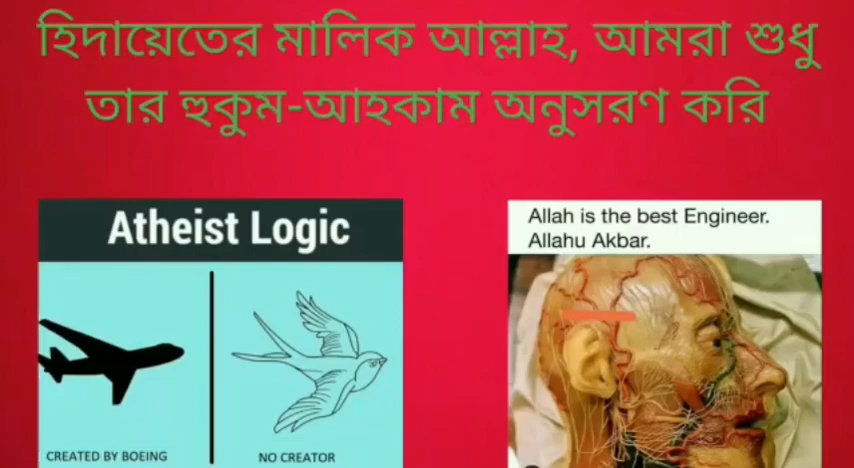 হিদায়েতের মালিক আল্লাহ, আমরা শুধু
তার হুকুম-আহকাম অনুসরণ করি
Atheist Logic
CREATED BY BOEING
NO CREATOR
Allah is the best Engineer.
Allahu Akbar.